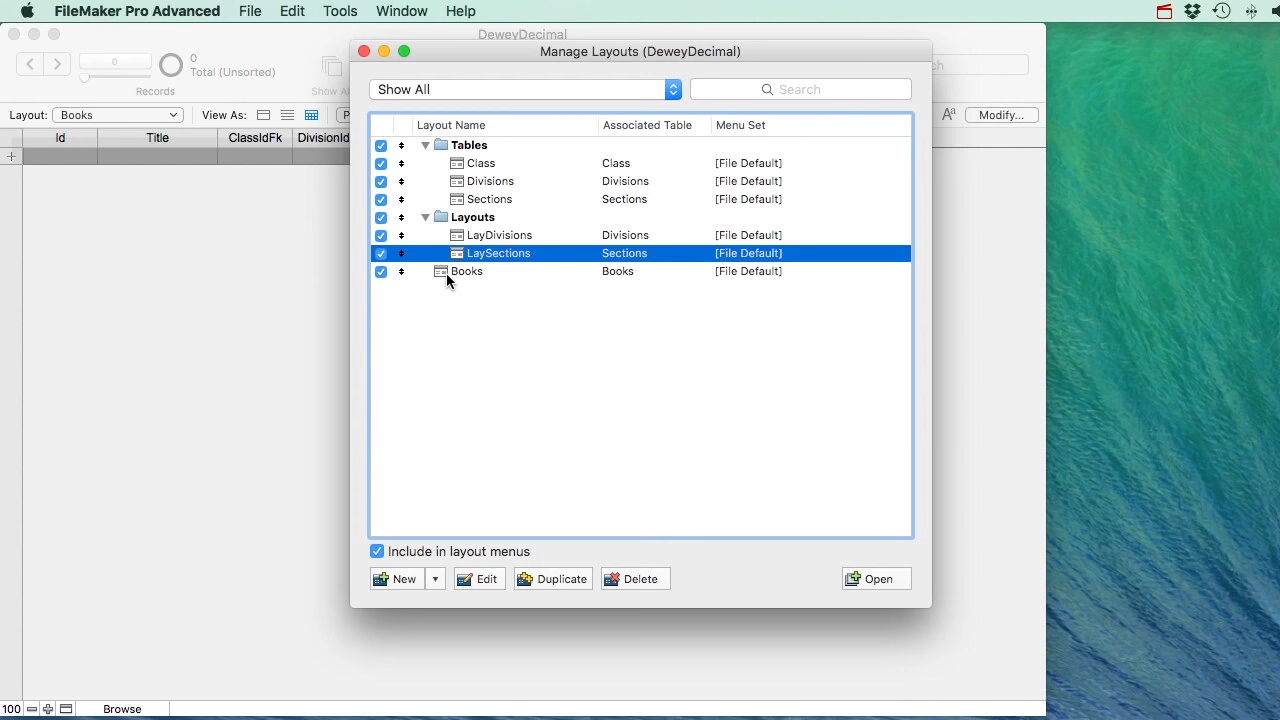 FileMaker Pro Advanced File Edit Tools Window Help
DeweyDecimal
Manage Layouts (DeweyDecimal)
0
0
Total (Unsorted)
Records
Show Al
ch
Show All
Search
Layout: Books View As: P
Modify...
Id Title ClassIdFk DivisionId
Layout Name Associated Table Menu Set
Tables
Class Class [File Default]
Divisions Divisions [File Default]
Sections Sections [File Default]
Layouts
LayDivisions Divisions [File Default]
LaySections Sections [File Default]
Books Books [File Default]
Include in layout menus
New Edit Duplicate Delete Open
100 Browse